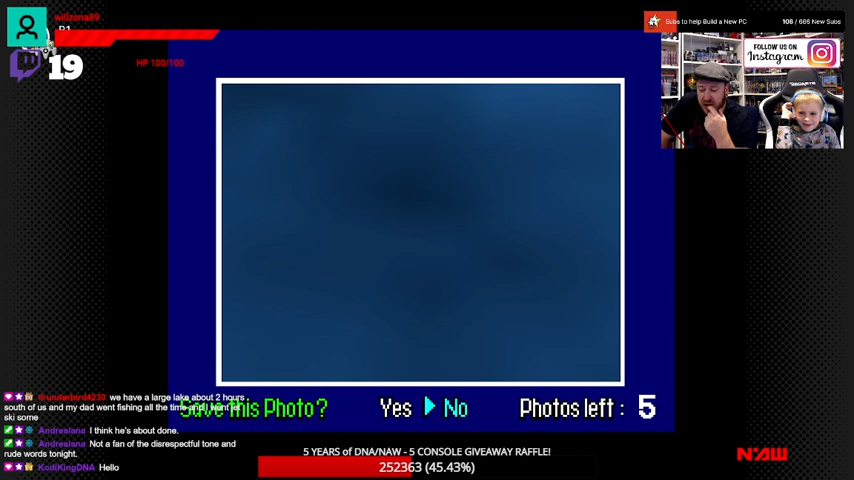 willzona89
P1
19
HP 100/100
Subs to help Build a New PC
106 / 666 New Subs
FOLLOW US ON
Instagram
Save this Photo?
Yes
No
Photos left : 5
thunderbird4230 we have a large lake about 2 hours
south of us and my dad went fishing all the time and I want jet
ski some
Andrealana I think he's about done.
Andrealana Not a fan of the disrespectful tone and
rude words tonight.
KodiKingDNA Hello
5 YEARS of DNA/NAW - 5 CONSOLE GIVEAWAY RAFFLE!
252363 (45.43%)
NAW